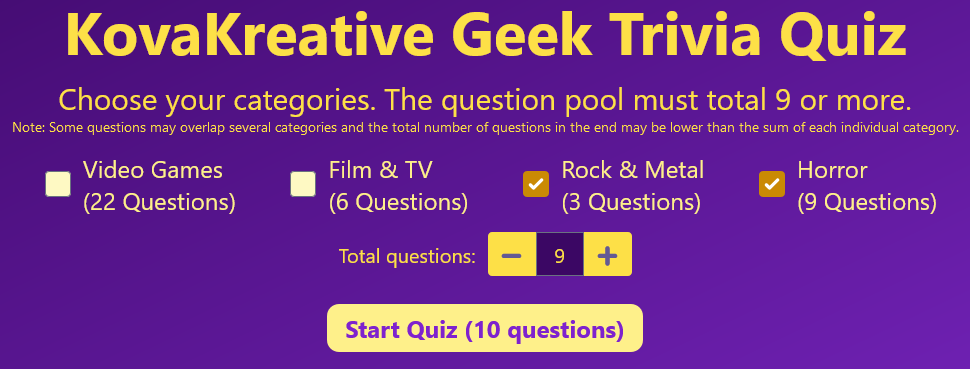 KovaKreative Geek Trivia Quiz
Choose your categories. The question pool must total 9 or more.
Note: Some questions may overlap several categories and the total number of questions in the end may be lower than the sum of each individual category.
Video Games
(22 Questions)
Film & TV
(6 Questions)
Rock & Metal
(3 Questions)
Horror
(9 Questions)
Total questions: − 9 +
Start Quiz (10 questions)